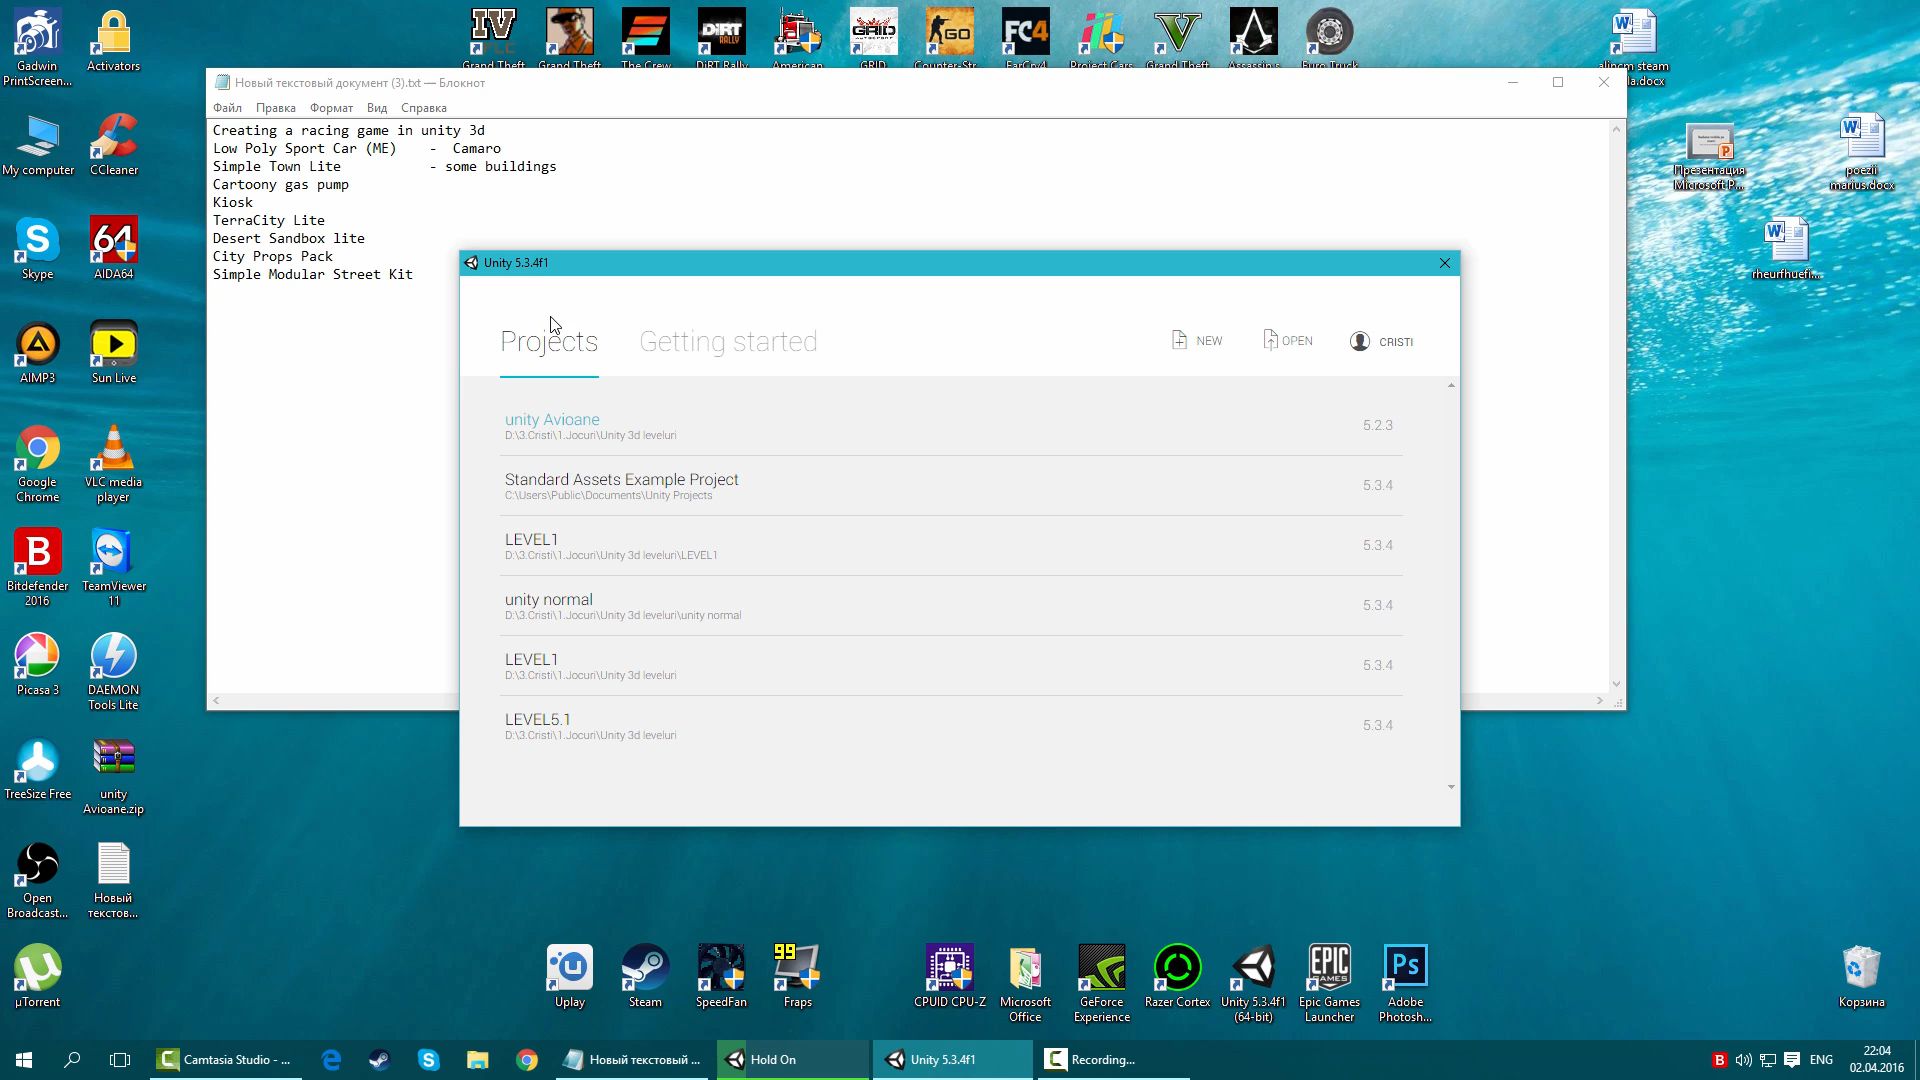 Gadwin
PrintScreen...
Activators
My computer
CCleaner
Skype
AIDA64
AIMP3
Sun Live
Google
Chrome
VLC media
player
Bitdefender
2016
TeamViewer
11
Picasa 3
DAEMON
Tools Lite
TreeSize Free
unity
Avioane.zip
Open
Broadcast...
Новый
текстов...
µTorrent
Grand Theft
Grand Theft
The Crew
DiRT Rally
American
GRID
Counter-Str
FarCry4
Project Cars
Grand Theft
Assassin s
Euro Truck
la.docx
Презентация
Microsoft P...
poezii
marius.docx
rheurfhuefi...
Новый текстовый документ (3).txt — Блокнот
Файл Правка Формат Вид Справка
Creating a racing game in unity 3d
Low Poly Sport Car (ME) - Camaro
Simple Town Lite - some buildings
Cartoony gas pump
Kiosk
TerraCity Lite
Desert Sandbox lite
City Props Pack
Simple Modular Street Kit
Unity 5.3.4f1
Projects Getting started NEW OPEN CRISTI
unity Avioane 5.2.3
D:\3.Cristi\1.Jocuri\Unity 3d leveluri
Standard Assets Example Project 5.3.4
C:\Users\Public\Documents\Unity Projects
LEVEL1 5.3.4
D:\3.Cristi\1.Jocuri\Unity 3d leveluri\LEVEL1
unity normal 5.3.4
D:\3.Cristi\1.Jocuri\Unity 3d leveluri\unity normal
LEVEL1 5.3.4
D:\3.Cristi\1.Jocuri\Unity 3d leveluri
LEVEL5.1 5.3.4
D:\3.Cristi\1.Jocuri\Unity 3d leveluri
Uplay
Steam
SpeedFan
Fraps
CPUID CPU-Z
Microsoft
Office
GeForce
Experience
Razer Cortex
Unity 5.3.4f1
(64-bit)
Epic Games
Launcher
Adobe
Photosh...
Корзина
Camtasia Studio - ...
Новый текстовый ...
Hold On
Unity 5.3.4f1
Recording...
ENG
22:04
02.04.2016